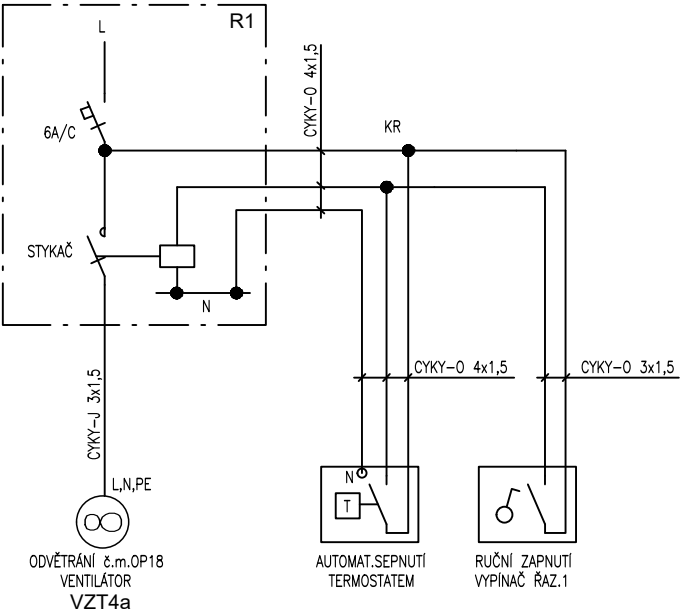 R1
L
6A/C
CYKY-O 4x1,5
KR
STYKAČ
N
CYKY-J 3x1,5
CYKY-O 4x1,5
CYKY-O 3x1,5
L,N,PE
N
T
ODVĚTRÁNÍ č.m.OP18
VENTILÁTOR
VZT4a
AUTOMAT.SEPNUTÍ
TERMOSTATEM
RUČNÍ ZAPNUTÍ
VYPÍNAČ ŘAZ.1